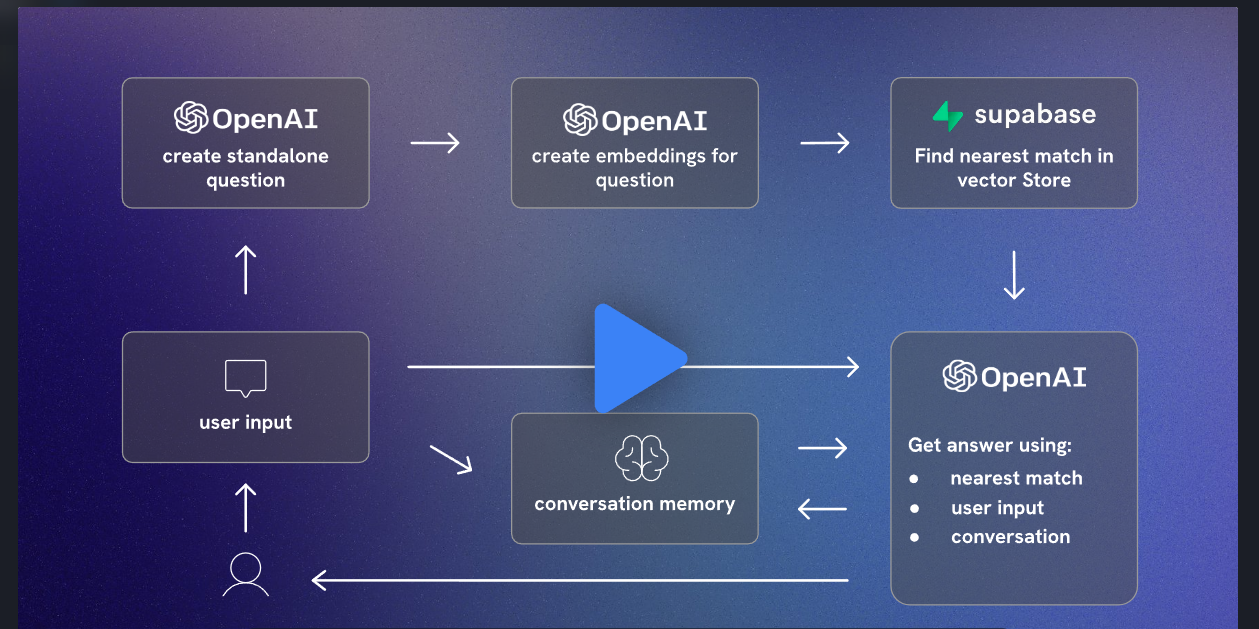 OpenAI
create standalone
question
OpenAI
create embeddings for
question
supabase
Find nearest match in
vector Store
user input
conversation memory
OpenAI
Get answer using:
● nearest match
● user input
● conversation